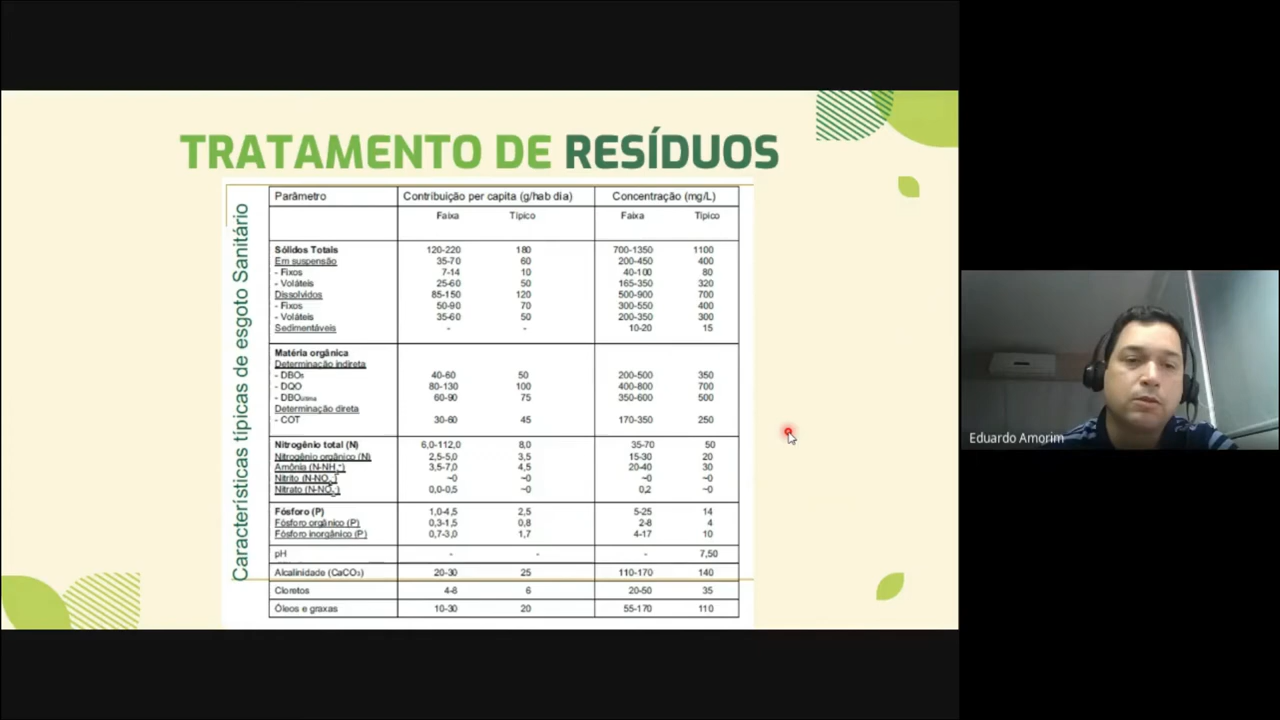 TRATAMENTO DE RESÍDUOS
Características típicas de esgoto Sanitário
Parâmetro Contribuição per capita (g/hab dia) Concentração (mg/L)
Faixa Típico Faixa Típico
Sólidos Totais 120-220 180 700-1350 1100
Em suspensão 35-70 60 200-450 400
- Fixos 7-14 10 40-100 80
- Voláteis 25-60 50 165-350 320
Dissolvidos 85-150 120 500-900 700
- Fixos 50-90 70 300-550 400
- Voláteis 35-60 50 200-350 300
Sedimentáveis - - 10-20 15
Matéria orgânica
Determinação indireta
- DBO₅ 40-60 50 200-500 350
- DQO 80-130 100 400-800 700
- DBOúltima 60-90 75 350-600 500
Determinação direta
- COT 30-60 45 170-350 250
Nitrogênio total (N) 6,0-112,0 8,0 35-70 50
Nitrogênio orgânico (N) 2,5-5,0 3,5 15-30 20
Amônia (N-NH₄⁺) 3,5-7,0 4,5 20-40 30
Nitrito (N-NO₂⁻) ~0 ~0 ~0 ~0
Nitrato (N-NO₃⁻) 0,0-0,5 ~0 0,2 ~0
Fósforo (P) 1,0-4,5 2,5 5-25 14
Fósforo orgânico (P) 0,3-1,5 0,8 2-8 4
Fósforo inorgânico (P) 0,7-3,0 1,7 4-17 10
pH - - - 7,50
Alcalinidade (CaCO₃) 20-30 25 110-170 140
Cloretos 4-8 6 20-50 35
Óleos e graxas 10-30 20 55-170 110
Eduardo Amorim